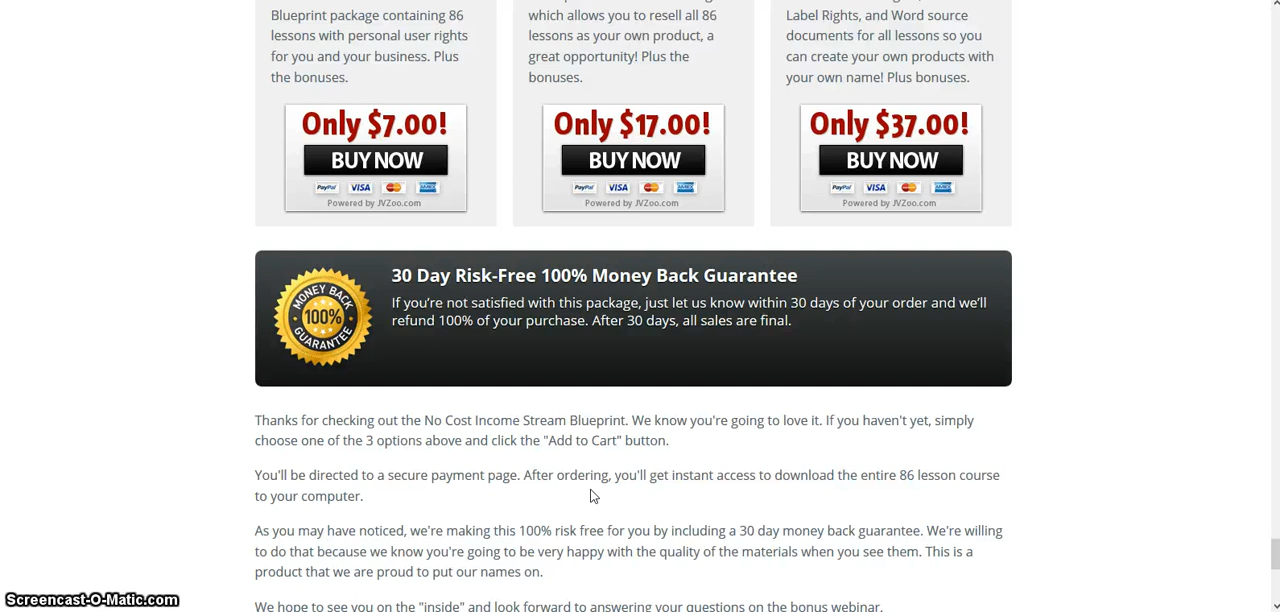 Blueprint package containing 86
lessons with personal user rights
for you and your business. Plus
the bonuses.
which allows you to resell all 86
lessons as your own product, a
great opportunity! Plus the
bonuses.
Label Rights, and Word source
documents for all lessons so you
can create your own products with
your own name! Plus bonuses.
Only $7.00!
BUY NOW
PayPal VISA MasterCard AMEX
Powered by JVZoo.com
Only $17.00!
BUY NOW
PayPal VISA
Powered by JVZoo.com
Only $37.00!
BUY NOW
PayPal VISA
Powered by JVZoo.com
MONEY BACK
100%
GUARANTEE
30 Day Risk-Free 100% Money Back Guarantee
If you’re not satisfied with this package, just let us know within 30 days of your order and we’ll
refund 100% of your purchase. After 30 days, all sales are final.
Thanks for checking out the No Cost Income Stream Blueprint. We know you're going to love it. If you haven't yet, simply
choose one of the 3 options above and click the "Add to Cart" button.
You'll be directed to a secure payment page. After ordering, you'll get instant access to download the entire 86 lesson course
to your computer.
As you may have noticed, we're making this 100% risk free for you by including a 30 day money back guarantee. We're willing
to do that because we know you're going to be very happy with the quality of the materials when you see them. This is a
product that we are proud to put our names on.
We hope to see you on the "inside" and look forward to answering your questions on the bonus webinar.
Screencast-O-Matic.com